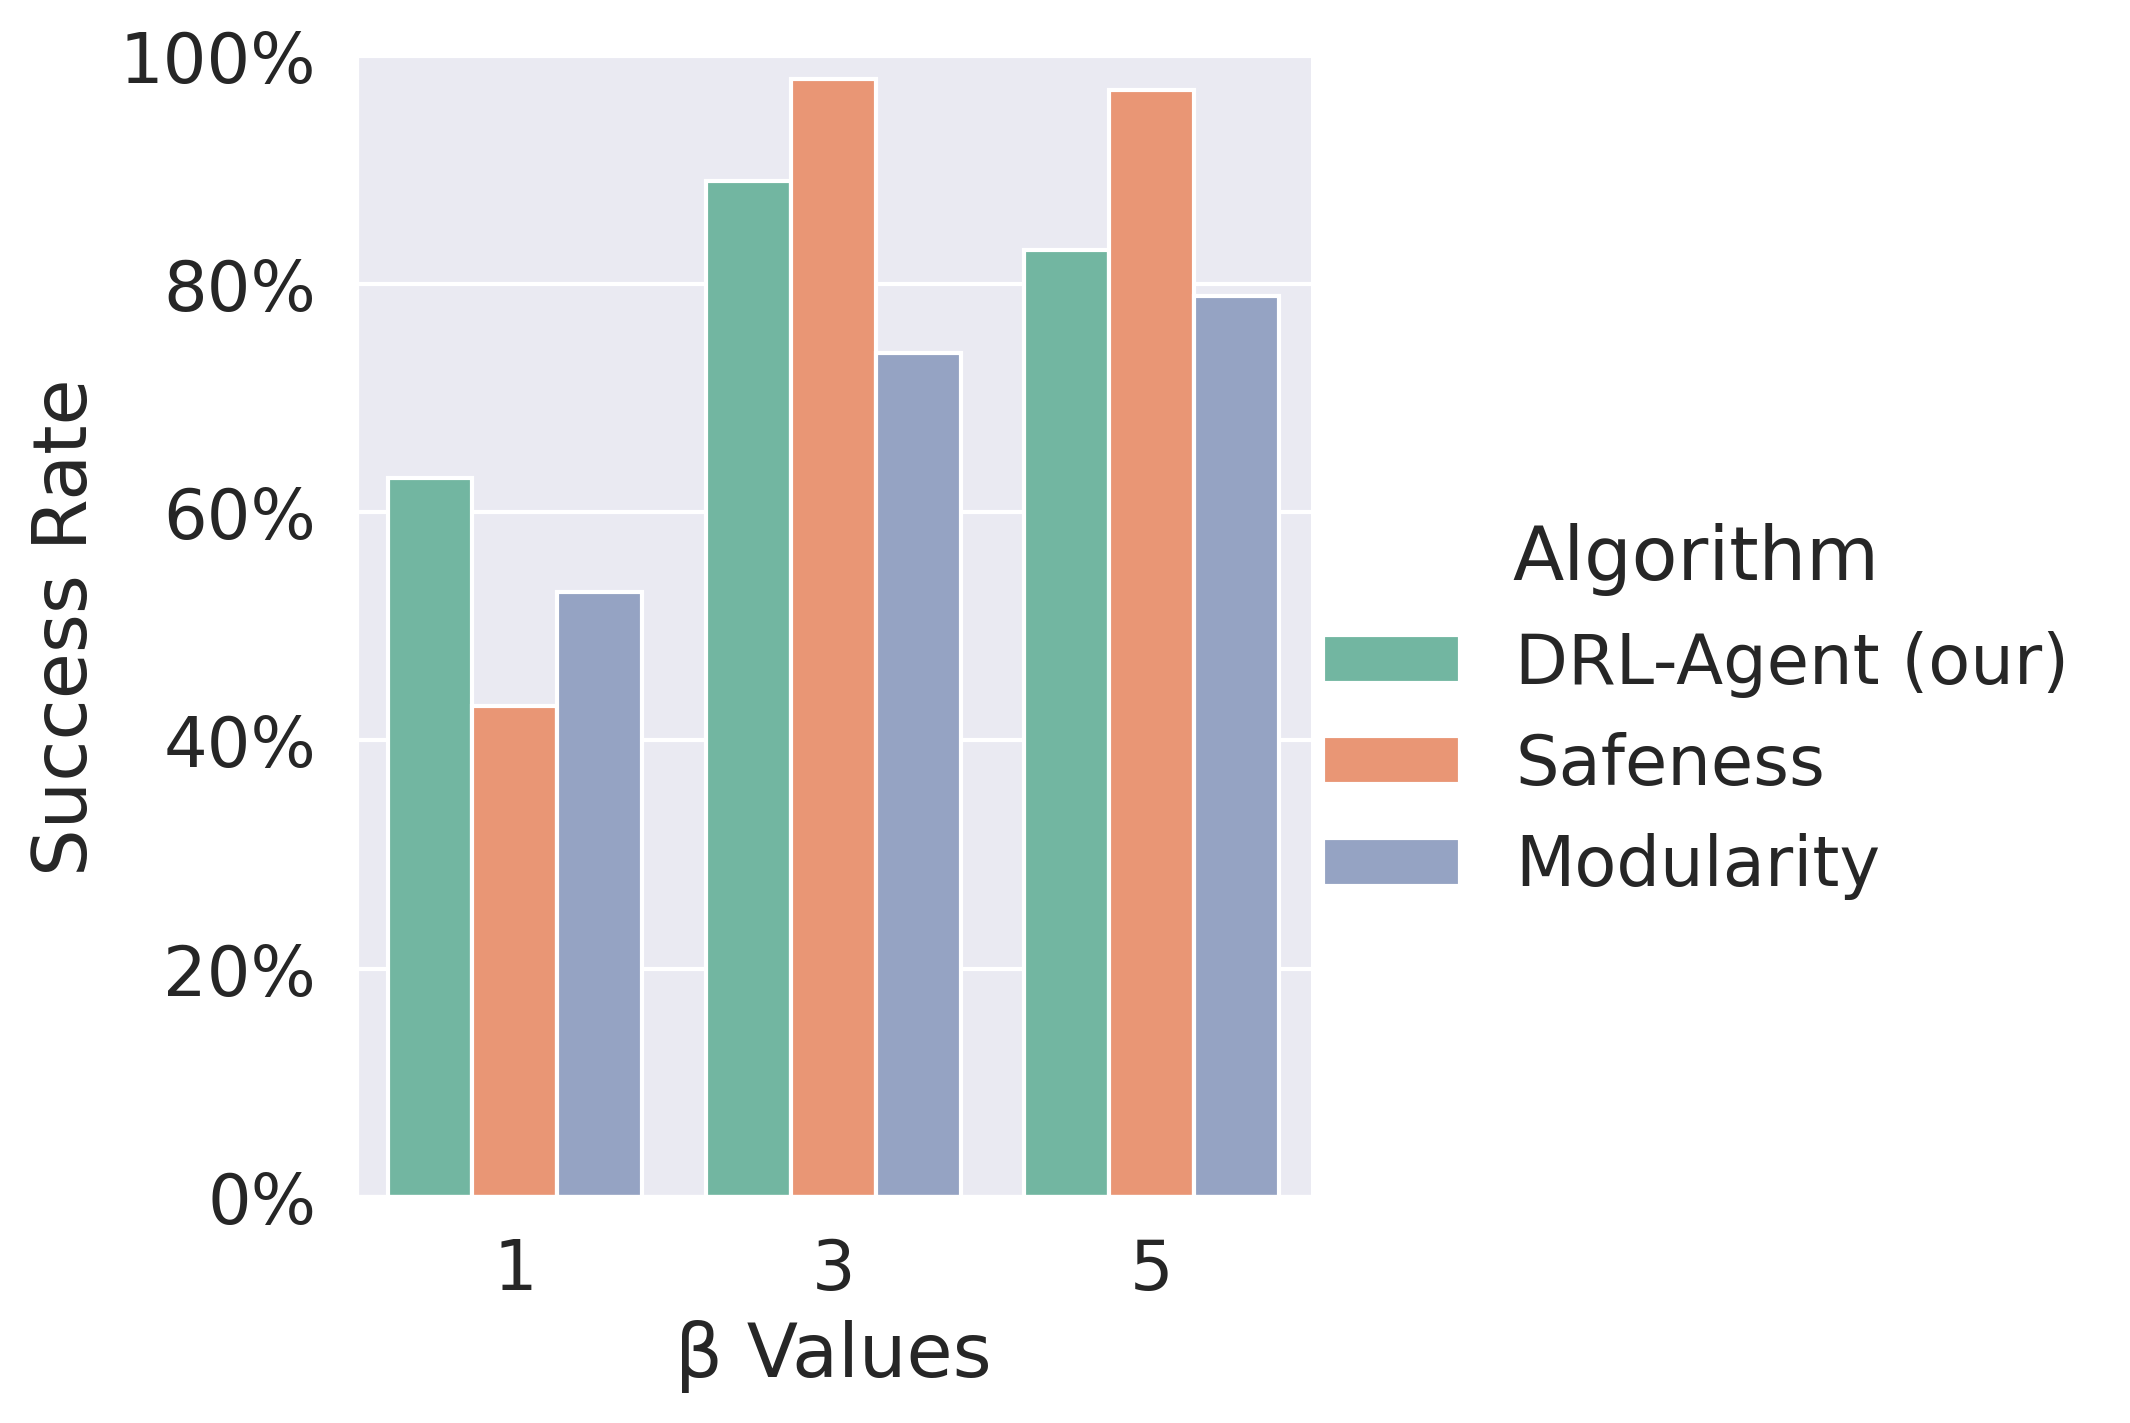 100%
80%
60%
40%
20%
0%
Success Rate
1 3 5
β Values
Algorithm
DRL-Agent (our)
Safeness
Modularity